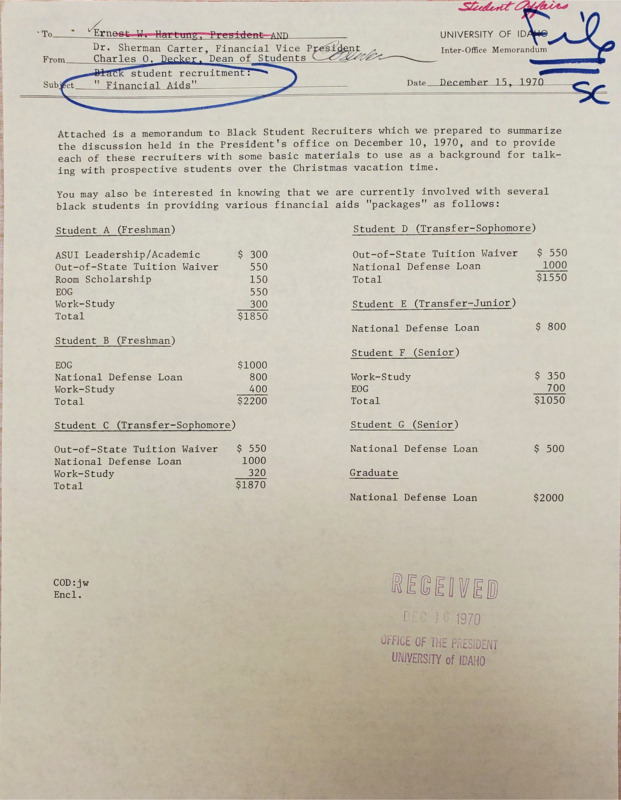 Student Affairs
To Ernest W. Hartung, President AND
UNIVERSITY OF IDAHO
File
Dr. Sherman Carter, Financial Vice President
Inter-Office Memorandum
From Charles O. Decker, Dean of Students
SC
Black student recruitment:
Subject " Financial Aids"
Date December 15, 1970
Attached is a memorandum to Black Student Recruiters which we prepared to summarize
the discussion held in the President's office on December 10, 1970, and to provide
each of these recruiters with some basic materials to use as a background for talk-
ing with prospective students over the Christmas vacation time.
You may also be interested in knowing that we are currently involved with several
black students in providing various financial aids "packages" as follows:
Student A (Freshman)
ASUI Leadership/Academic $ 300
Out-of-State Tuition Waiver 550
Room Scholarship 150
EOG 550
Work-Study 300
Total $1850
Student B (Freshman)
EOG $1000
National Defense Loan 800
Work-Study 400
Total $2200
Student C (Transfer-Sophomore)
Out-of-State Tuition Waiver $ 550
National Defense Loan 1000
Work-Study 320
Total $1870
Student D (Transfer-Sophomore)
Out-of-State Tuition Waiver $ 550
National Defense Loan 1000
Total $1550
Student E (Transfer-Junior)
National Defense Loan $ 800
Student F (Senior)
Work-Study $ 350
EOG 700
Total $1050
Student G (Senior)
National Defense Loan $ 500
Graduate
National Defense Loan $2000
COD:jw
Encl.
RECEIVED
DEC 16 1970
OFFICE OF THE PRESIDENT
UNIVERSITY of IDAHO